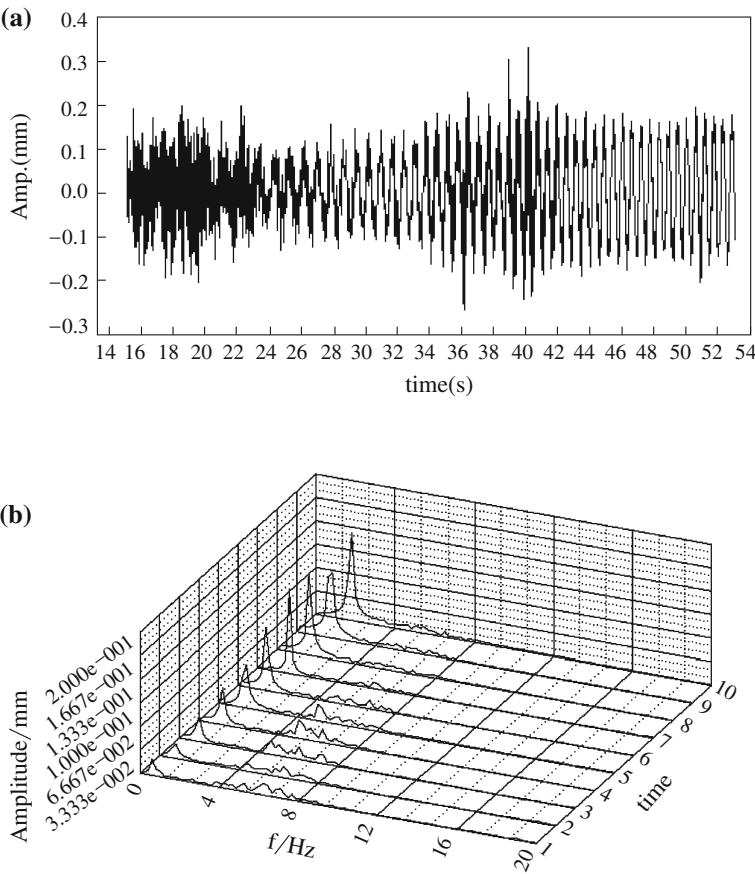 (a)
Amp.(mm)
0.4
0.3
0.2
0.1
0.0
−0.1
−0.2
−0.3
14 16 18 20 22 24 26 28 30 32 34 36 38 40 42 44 46 48 50 52 54
time(s)
(b)
Amplitude/mm
2.000e−001
1.667e−001
1.333e−001
1.000e−001
6.667e−002
3.333e−002
0 4 8 12 16 20
f/Hz
1 2 3 4 5 6 7 8 9 10
time